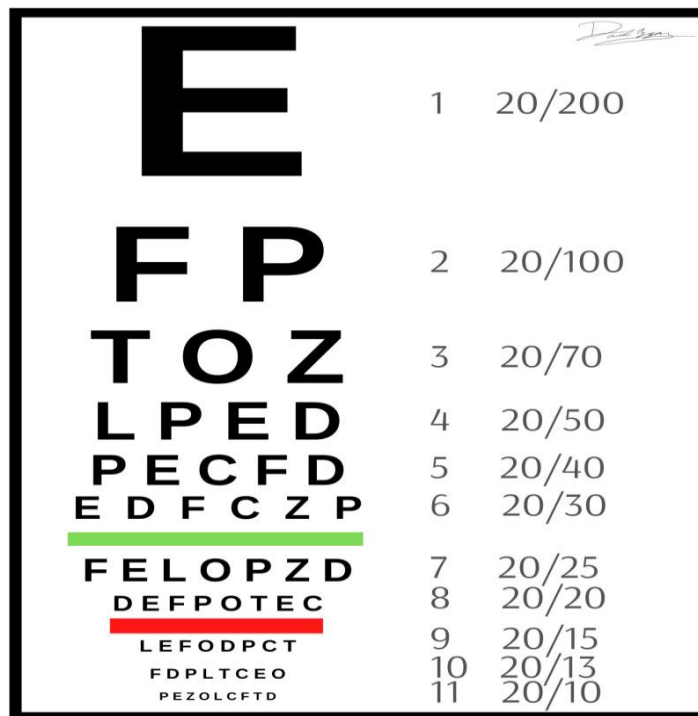 E 1 20/200
F P 2 20/100
T O Z 3 20/70
L P E D 4 20/50
P E C F D 5 20/40
E D F C Z P 6 20/30
F E L O P Z D 7 20/25
D E F P O T E C 8 20/20
L E F O D P C T 9 20/15
F D P L T C E O 10 20/13
P E Z O L C F T D 11 20/10